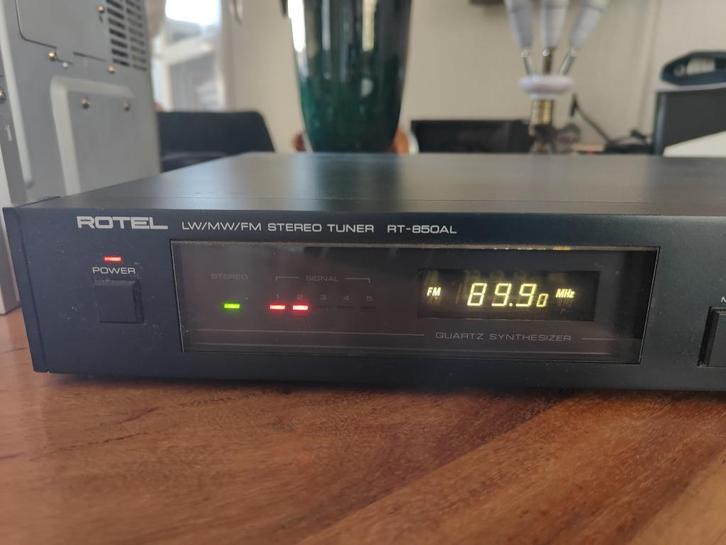 ROTEL LW/MW/FM STEREO TUNER RT-850AL
POWER
STEREO SIGNAL
1 2 3 4 5
FM 89.90 MHz
QUARTZ SYNTHESIZER